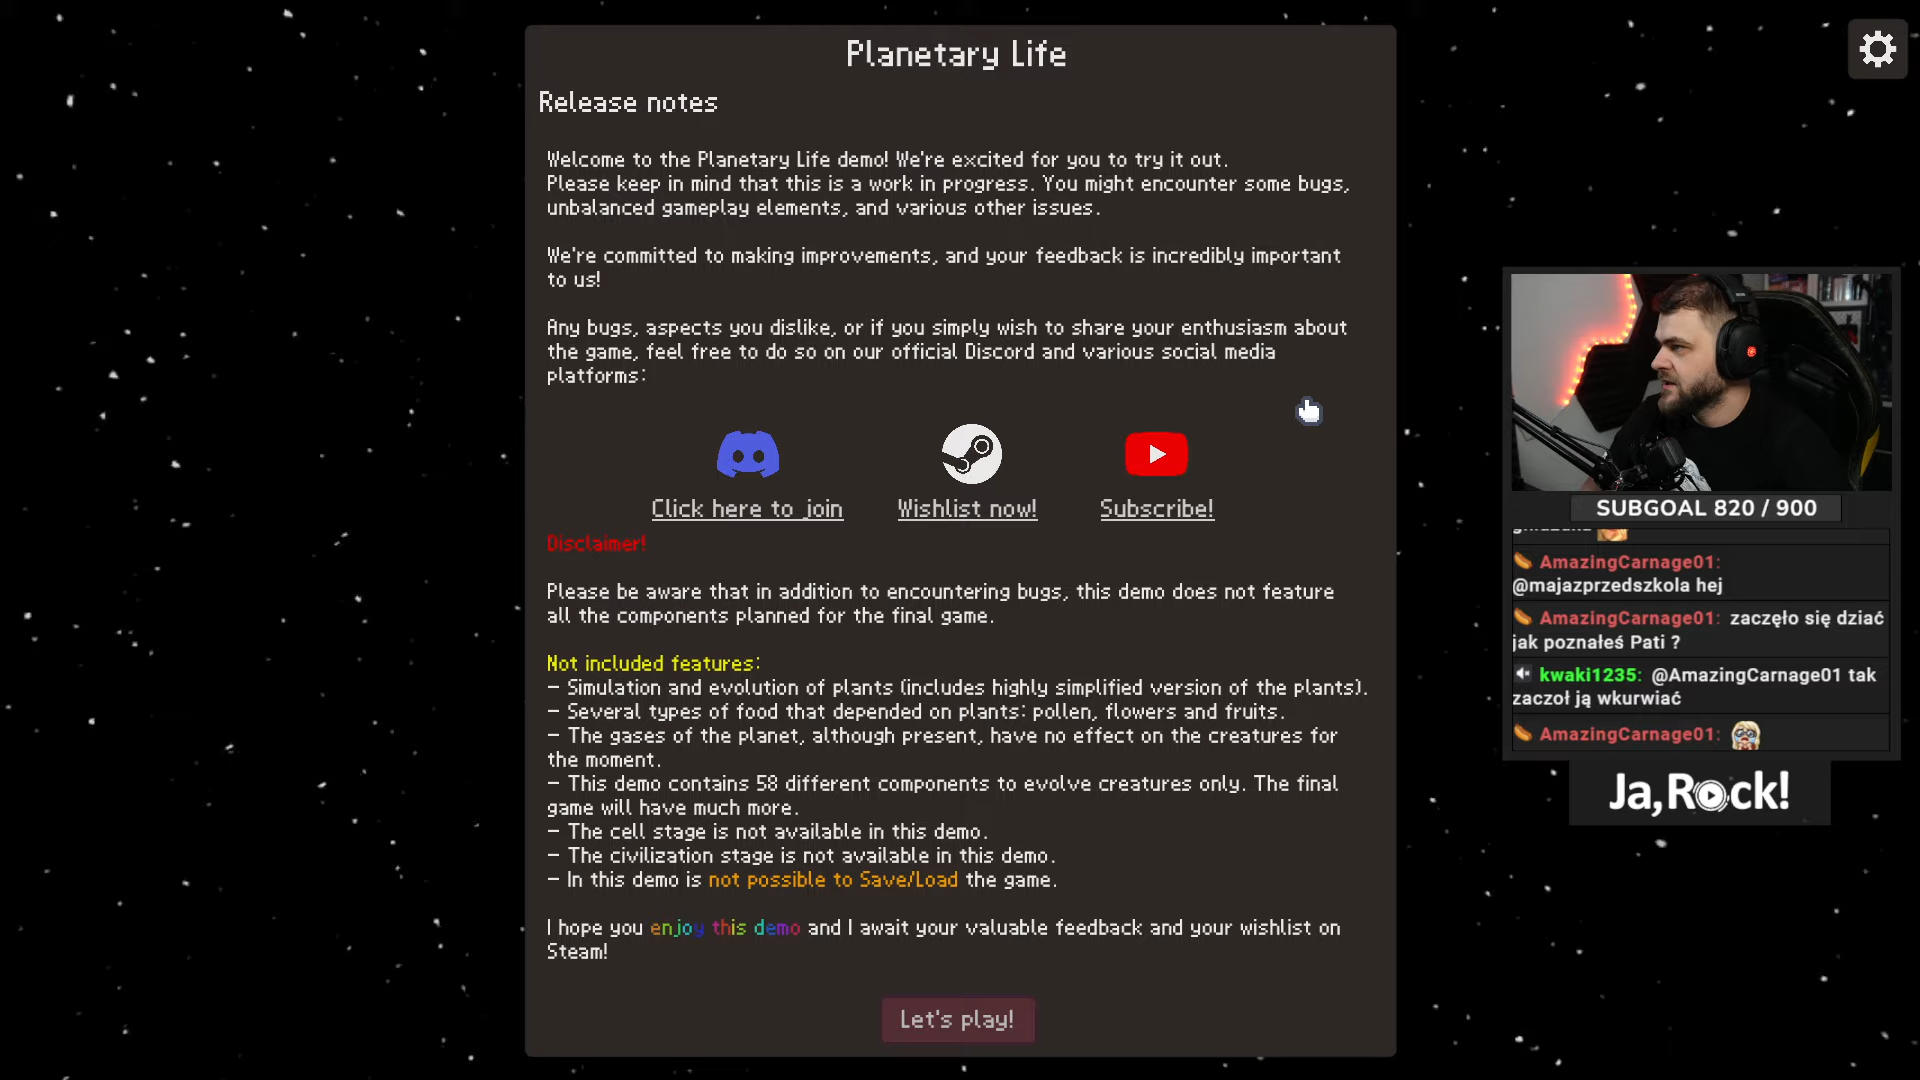 Planetary Life
Release notes
Welcome to the Planetary Life demo! We're excited for you to try it out.
Please keep in mind that this is a work in progress. You might encounter some bugs,
unbalanced gameplay elements, and various other issues.
We're committed to making improvements, and your feedback is incredibly important
to us!
Any bugs, aspects you dislike, or if you simply wish to share your enthusiasm about
the game, feel free to do so on our official Discord and various social media
platforms:
Click here to join
Wishlist now!
Subscribe!
Disclaimer!
Please be aware that in addition to encountering bugs, this demo does not feature
all the components planned for the final game.
Not included features:
- Simulation and evolution of plants (includes highly simplified version of the plants).
- Several types of food that depended on plants: pollen, flowers and fruits.
- The gases of the planet, although present, have no effect on the creatures for
the moment.
- This demo contains 58 different components to evolve creatures only. The final
game will have much more.
- The cell stage is not available in this demo.
- The civilization stage is not available in this demo.
- In this demo is not possible to Save/Load the game.
I hope you enjoy this demo and I await your valuable feedback and your wishlist on
Steam!
Let's play!
SUBGOAL 820 / 900
AmazingCarnage01:
@majazprzedszkola hej
AmazingCarnage01: zaczęło się dziać
jak poznałeś Pati ?
kwaki1235: @AmazingCarnage01 tak
zaczoł ją wkurwiać
AmazingCarnage01:
Ja,Rock!